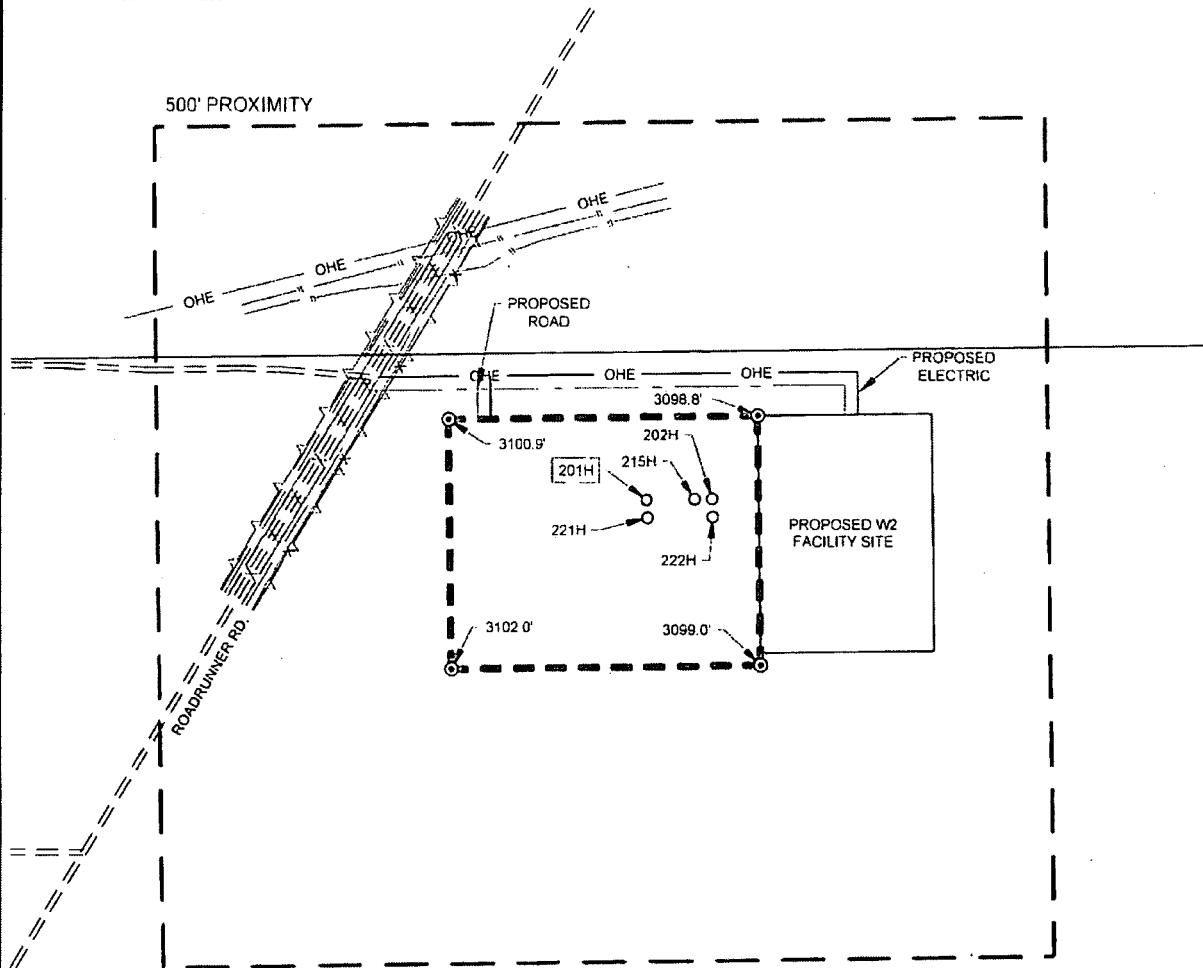 500' PROXIMITY
OHE
OHE
OHE
OHE
PROPOSED
ROAD
PROPOSED
ELECTRIC
OHE
OHE
OHE
3098.8'
3100.9'
202H
215H
201H
221H
222H
PROPOSED W2
FACILITY SITE
3102.0'
3099.0'
ROADRUNNER RD.